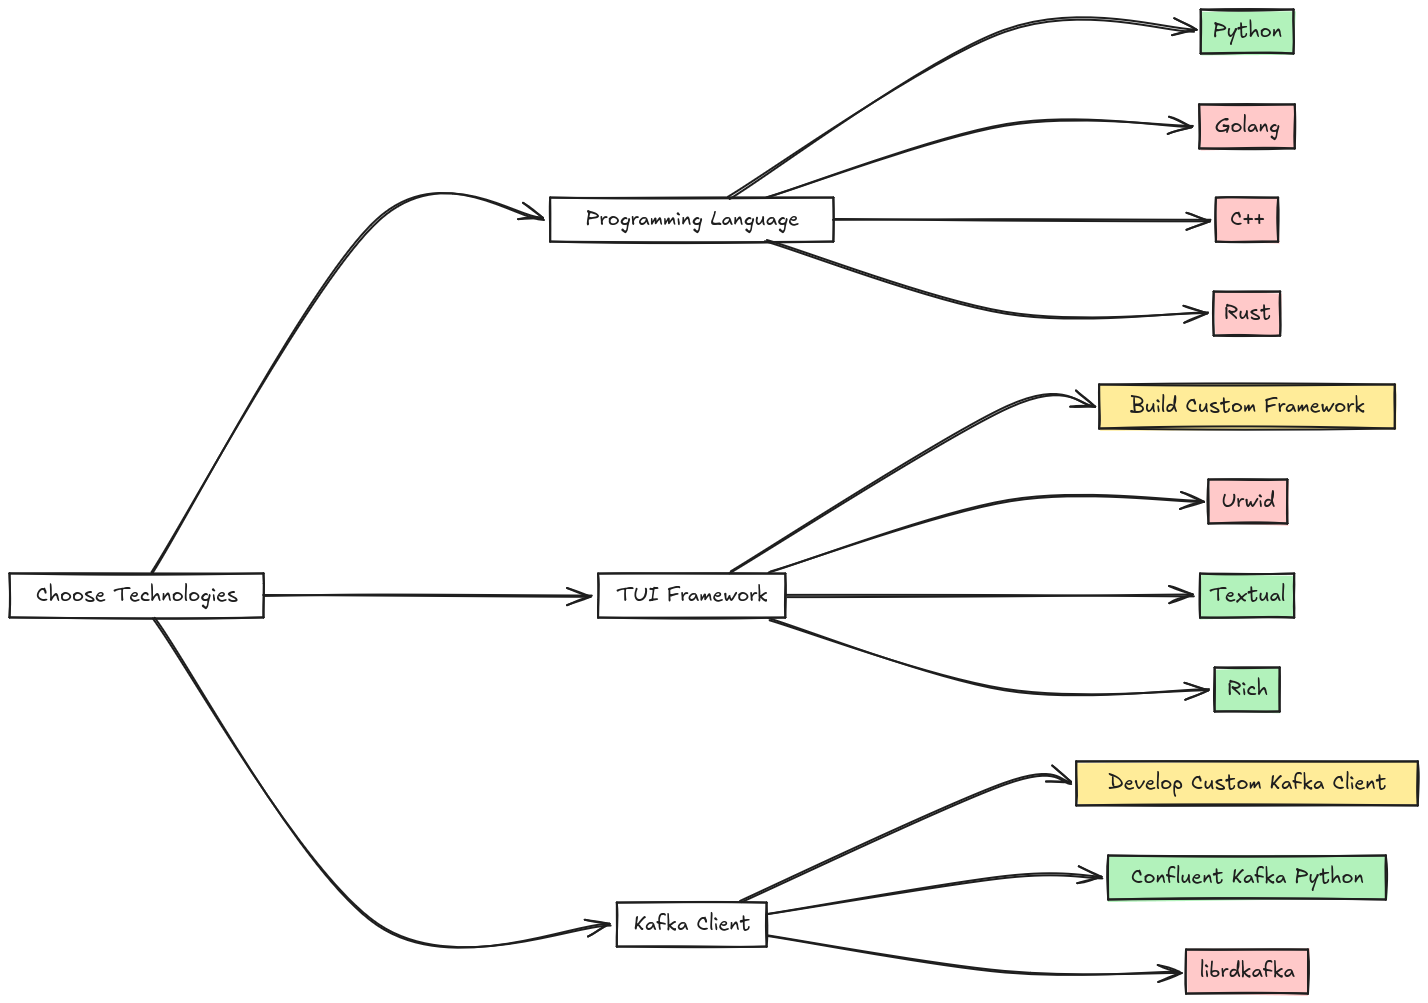 Python
Golang
Programming Language
C++
Rust
Build Custom Framework
Urwid
Choose Technologies
TUI Framework
Textual
Rich
Develop Custom Kafka Client
Confluent Kafka Python
Kafka Client
librdkafka